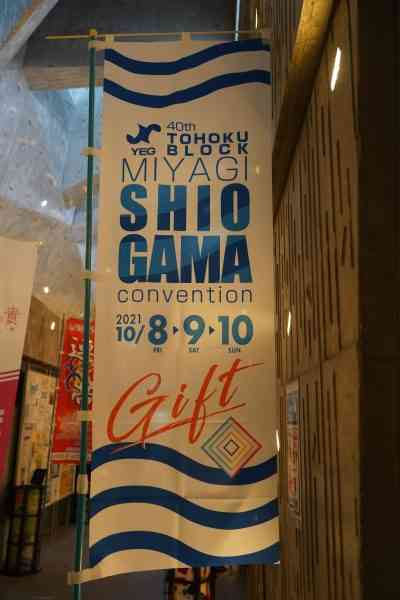 40th
YEG TOHOKU
BLOCK
MIYAGI
SHIO
GAMA
convention
2021
10/8 9 10
FRI SAT SUN
Gift